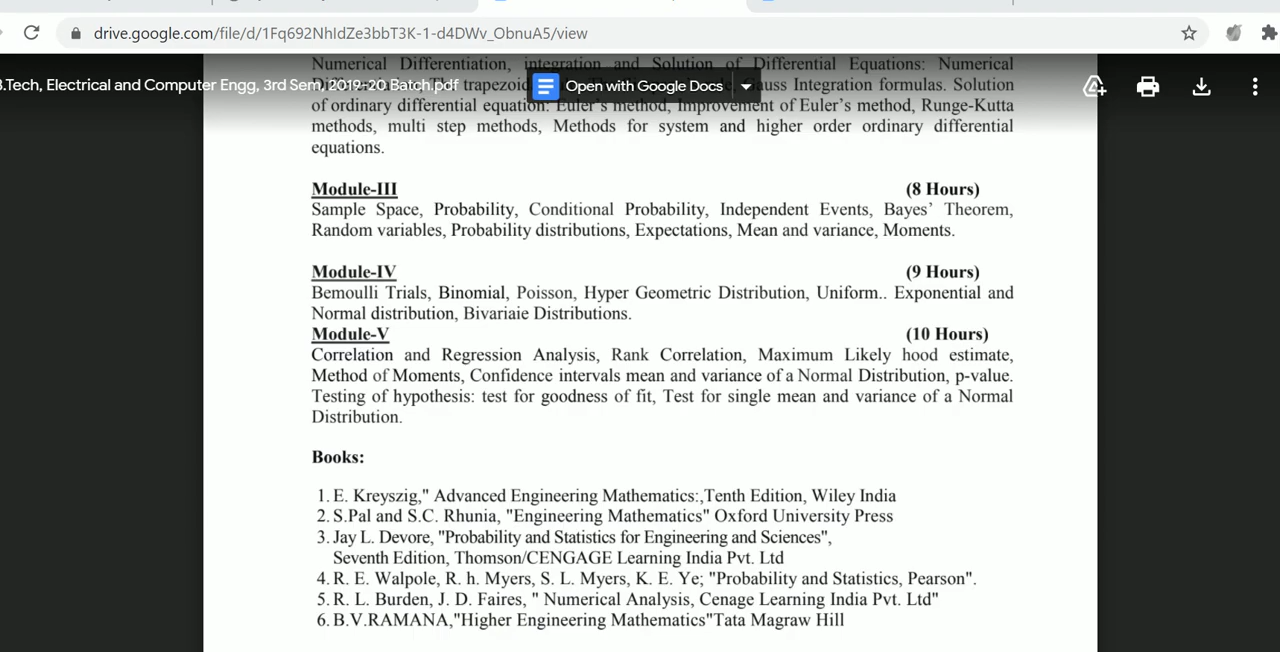 drive.google.com/file/d/1Fq692NhIdZe3bbT3K-1-d4DWv_ObnuA5/view
Numerical Differentiation, integration and Solution of Differential Equations: Numerical
.Tech, Electrical and Computer Engg, 3rd Sem, 2019-20 Batch.pdf
trapezoid
Open with Google Docs
Gauss Integration formulas. Solution
of ordinary differential equation: Euler's method, Improvement of Euler's method, Runge-Kutta
methods, multi step methods, Methods for system and higher order ordinary differential
equations.
Module-III (8 Hours)
Sample Space, Probability, Conditional Probability, Independent Events, Bayes' Theorem,
Random variables, Probability distributions, Expectations, Mean and variance, Moments.
Module-IV (9 Hours)
Bemoulli Trials, Binomial, Poisson, Hyper Geometric Distribution, Uniform.. Exponential and
Normal distribution, Bivariaie Distributions.
Module-V (10 Hours)
Correlation and Regression Analysis, Rank Correlation, Maximum Likely hood estimate,
Method of Moments, Confidence intervals mean and variance of a Normal Distribution, p-value.
Testing of hypothesis: test for goodness of fit, Test for single mean and variance of a Normal
Distribution.
Books:
1. E. Kreyszig," Advanced Engineering Mathematics:,Tenth Edition, Wiley India
2. S.Pal and S.C. Rhunia, "Engineering Mathematics" Oxford University Press
3. Jay L. Devore, "Probability and Statistics for Engineering and Sciences",
Seventh Edition, Thomson/CENGAGE Learning India Pvt. Ltd
4. R. E. Walpole, R. h. Myers, S. L. Myers, K. E. Ye; "Probability and Statistics, Pearson".
5. R. L. Burden, J. D. Faires, " Numerical Analysis, Cenage Learning India Pvt. Ltd"
6. B.V.RAMANA,"Higher Engineering Mathematics"Tata Magraw Hill